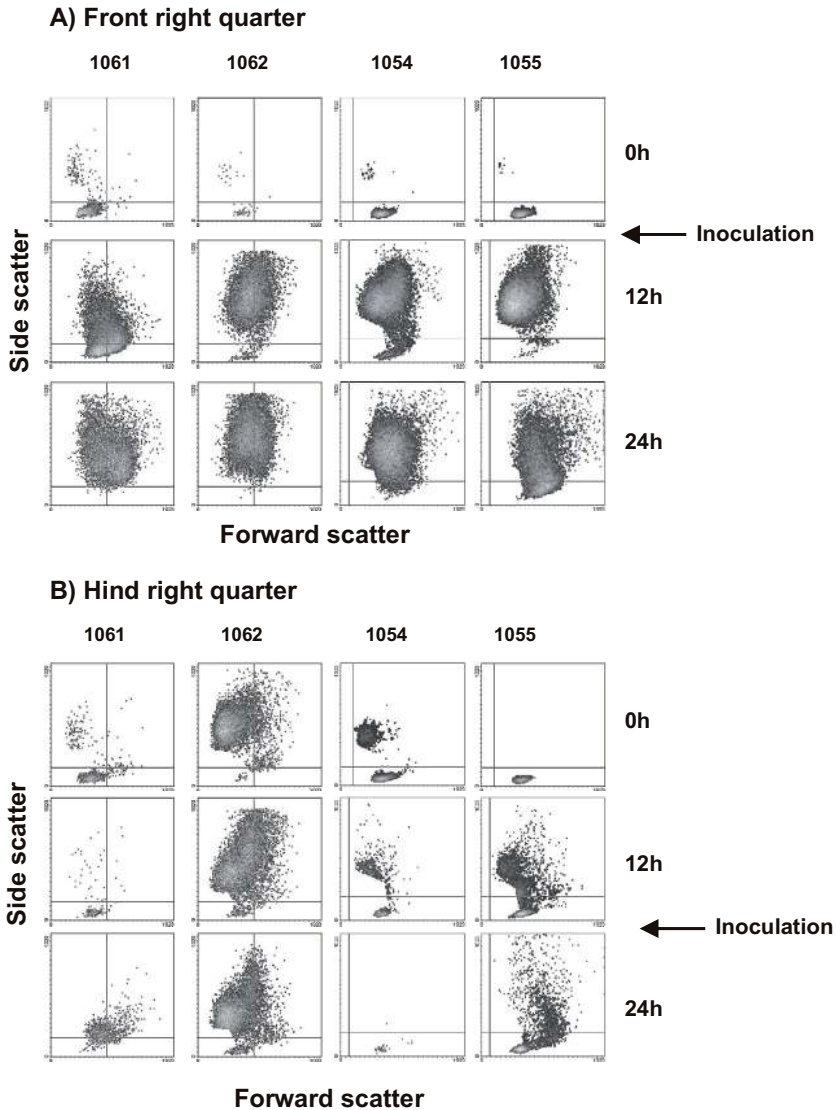 A) Front right quarter
1061 1062 1054 1055
0h
Inoculation
12h
24h
Side scatter
Forward scatter
B) Hind right quarter
1061 1062 1054 1055
0h
12h
Inoculation
24h
Side scatter
Forward scatter